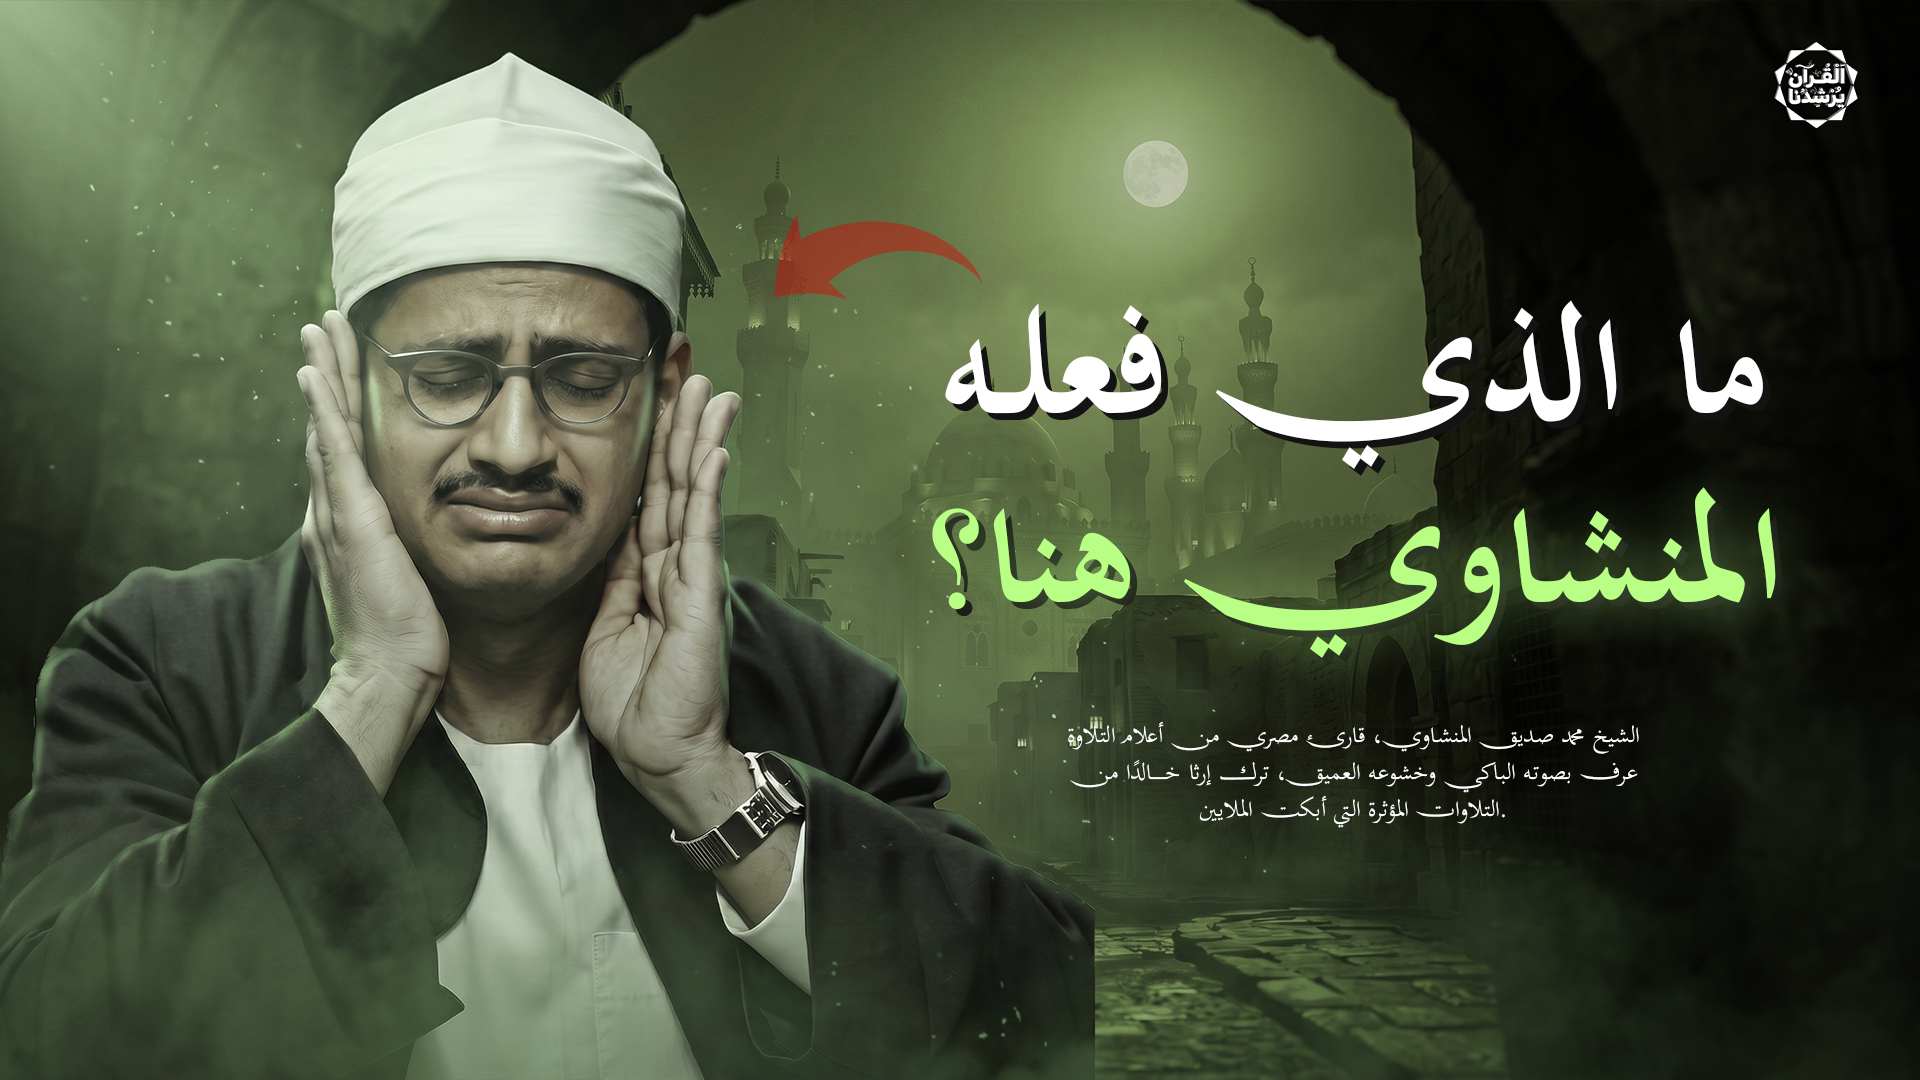 القرآن
يرشدنا
ما الذي فعله
المنشاوي هنا؟
الشيخ محمد صديق المنشاوي، قارئ مصري من أعلام التلاوة
عرف بصوته الباكي وخشوعه العميق، ترك إرثا خالدًا من
.التلاوات المؤثرة التي أبكت الملايين